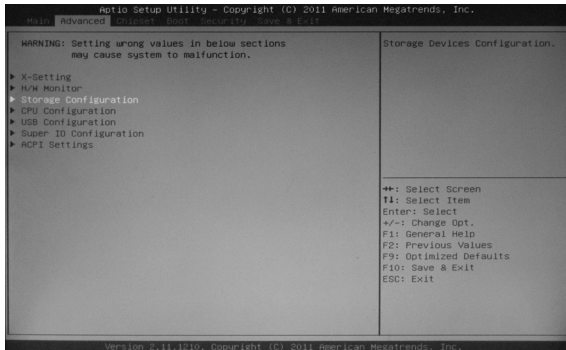 Aptio Setup Utility – Copyright (C) 2011 American Megatrends, Inc.
Main Advanced Chipset Boot Security Save & Exit
WARNING: Setting wrong values in below sections
may cause system to malfunction.
▶ X-Setting
▶ H/W Monitor
▶ Storage Configuration
▶ CPU Configuration
▶ USB Configuration
▶ Super IO Configuration
▶ ACPI Settings
Storage Devices Configuration.
→←: Select Screen
↑↓: Select Item
Enter: Select
+/-: Change Opt.
F1: General Help
F2: Previous Values
F9: Optimized Defaults
F10: Save & Exit
ESC: Exit
Version 2.11.1210. Copyright (C) 2011 American Megatrends, Inc.